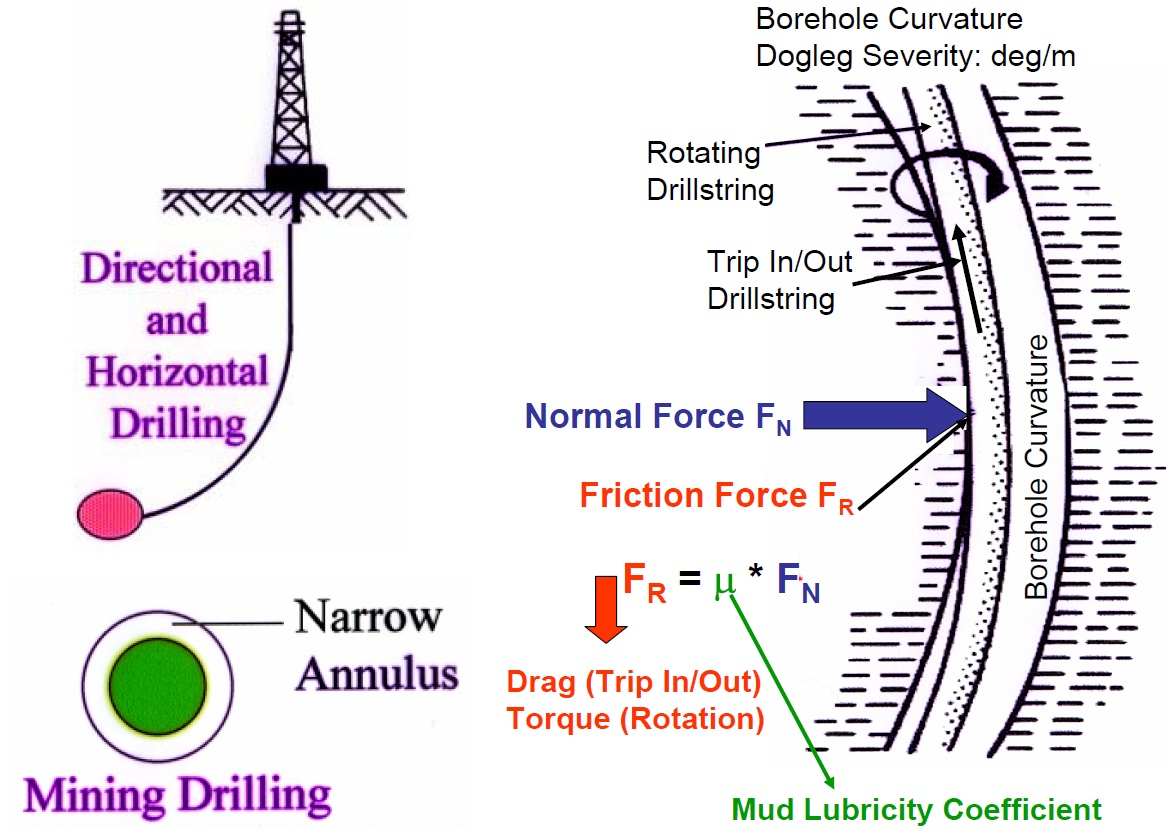 Borehole Curvature
Dogleg Severity: deg/m
Rotating
Drillstring
Directional
and
Horizontal
Drilling
Trip In/Out
Drillstring
Borehole Curvature
Normal Force FN
Friction Force FR
FR = μ * FN
Narrow
Annulus
Drag (Trip In/Out)
Torque (Rotation)
Mining Drilling
Mud Lubricity Coefficient